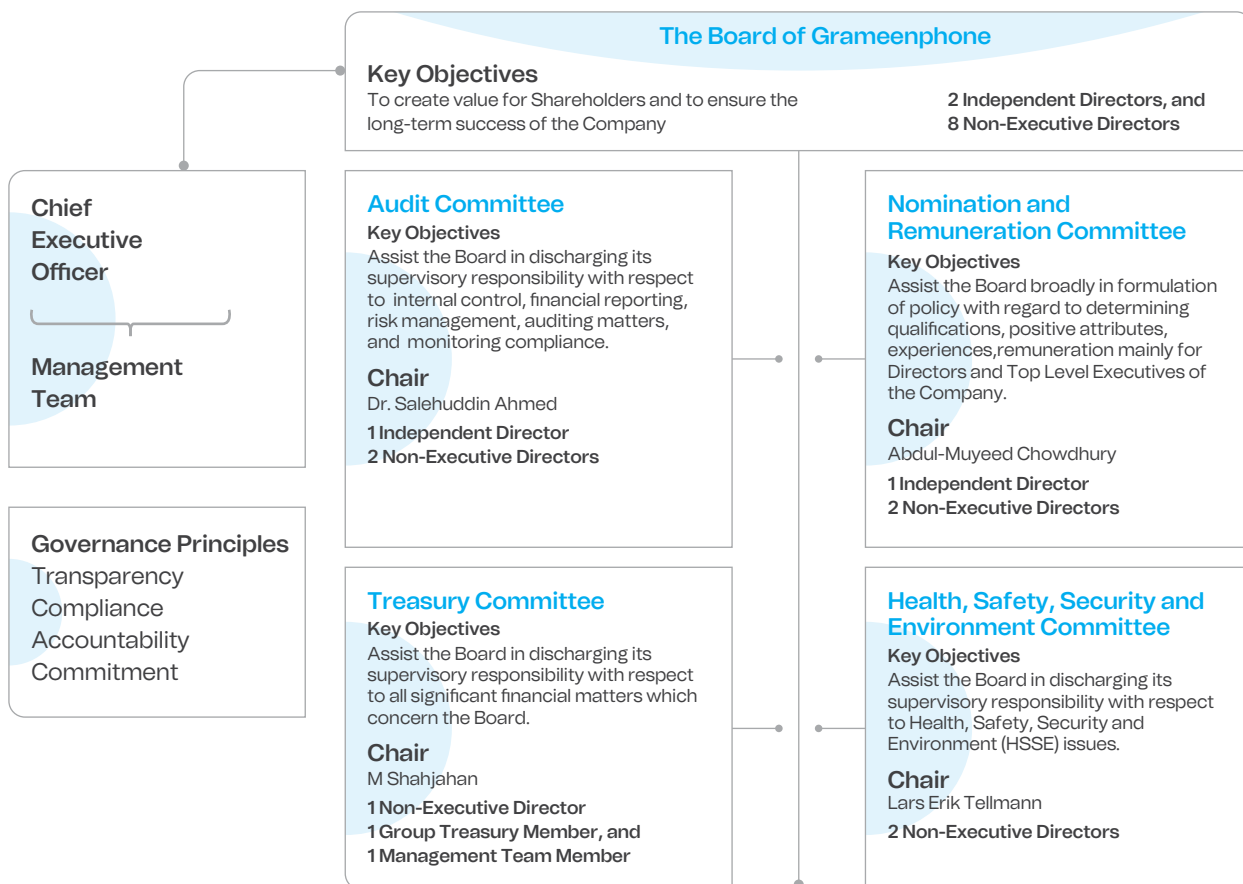 The Board of Grameenphone
Key Objectives
To create value for Shareholders and to ensure the
long-term success of the Company
2 Independent Directors, and
8 Non-Executive Directors
Chief
Executive
Officer
Management
Team
Governance Principles
Transparency
Compliance
Accountability
Commitment
Audit Committee
Key Objectives
Assist the Board in discharging its
supervisory responsibility with respect
to internal control, financial reporting,
risk management, auditing matters,
and monitoring compliance.
Chair
Dr. Salehuddin Ahmed
1 Independent Director
2 Non-Executive Directors
Nomination and
Remuneration Committee
Key Objectives
Assist the Board broadly in formulation
of policy with regard to determining
qualifications, positive attributes,
experiences,remuneration mainly for
Directors and Top Level Executives of
the Company.
Chair
Abdul-Muyeed Chowdhury
1 Independent Director
2 Non-Executive Directors
Treasury Committee
Key Objectives
Assist the Board in discharging its
supervisory responsibility with respect
to all significant financial matters which
concern the Board.
Chair
M Shahjahan
1 Non-Executive Director
1 Group Treasury Member, and
1 Management Team Member
Health, Safety, Security and
Environment Committee
Key Objectives
Assist the Board in discharging its
supervisory responsibility with respect
to Health, Safety, Security and
Environment (HSSE) issues.
Chair
Lars Erik Tellmann
2 Non-Executive Directors